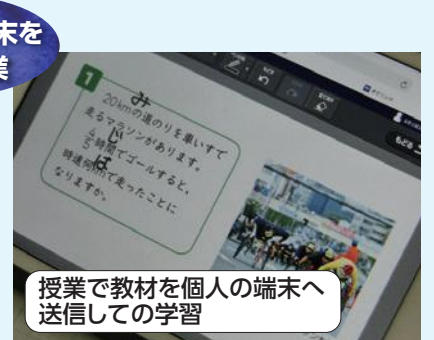 末を
業
1
20kmの道のりを車いすで
走るマラソンがあります。
4/5時間でゴールすると、
時速何kmで走ったことに
なりますか。
み
じ
は
もどる
授業で教材を個人の端末へ
送信しての学習